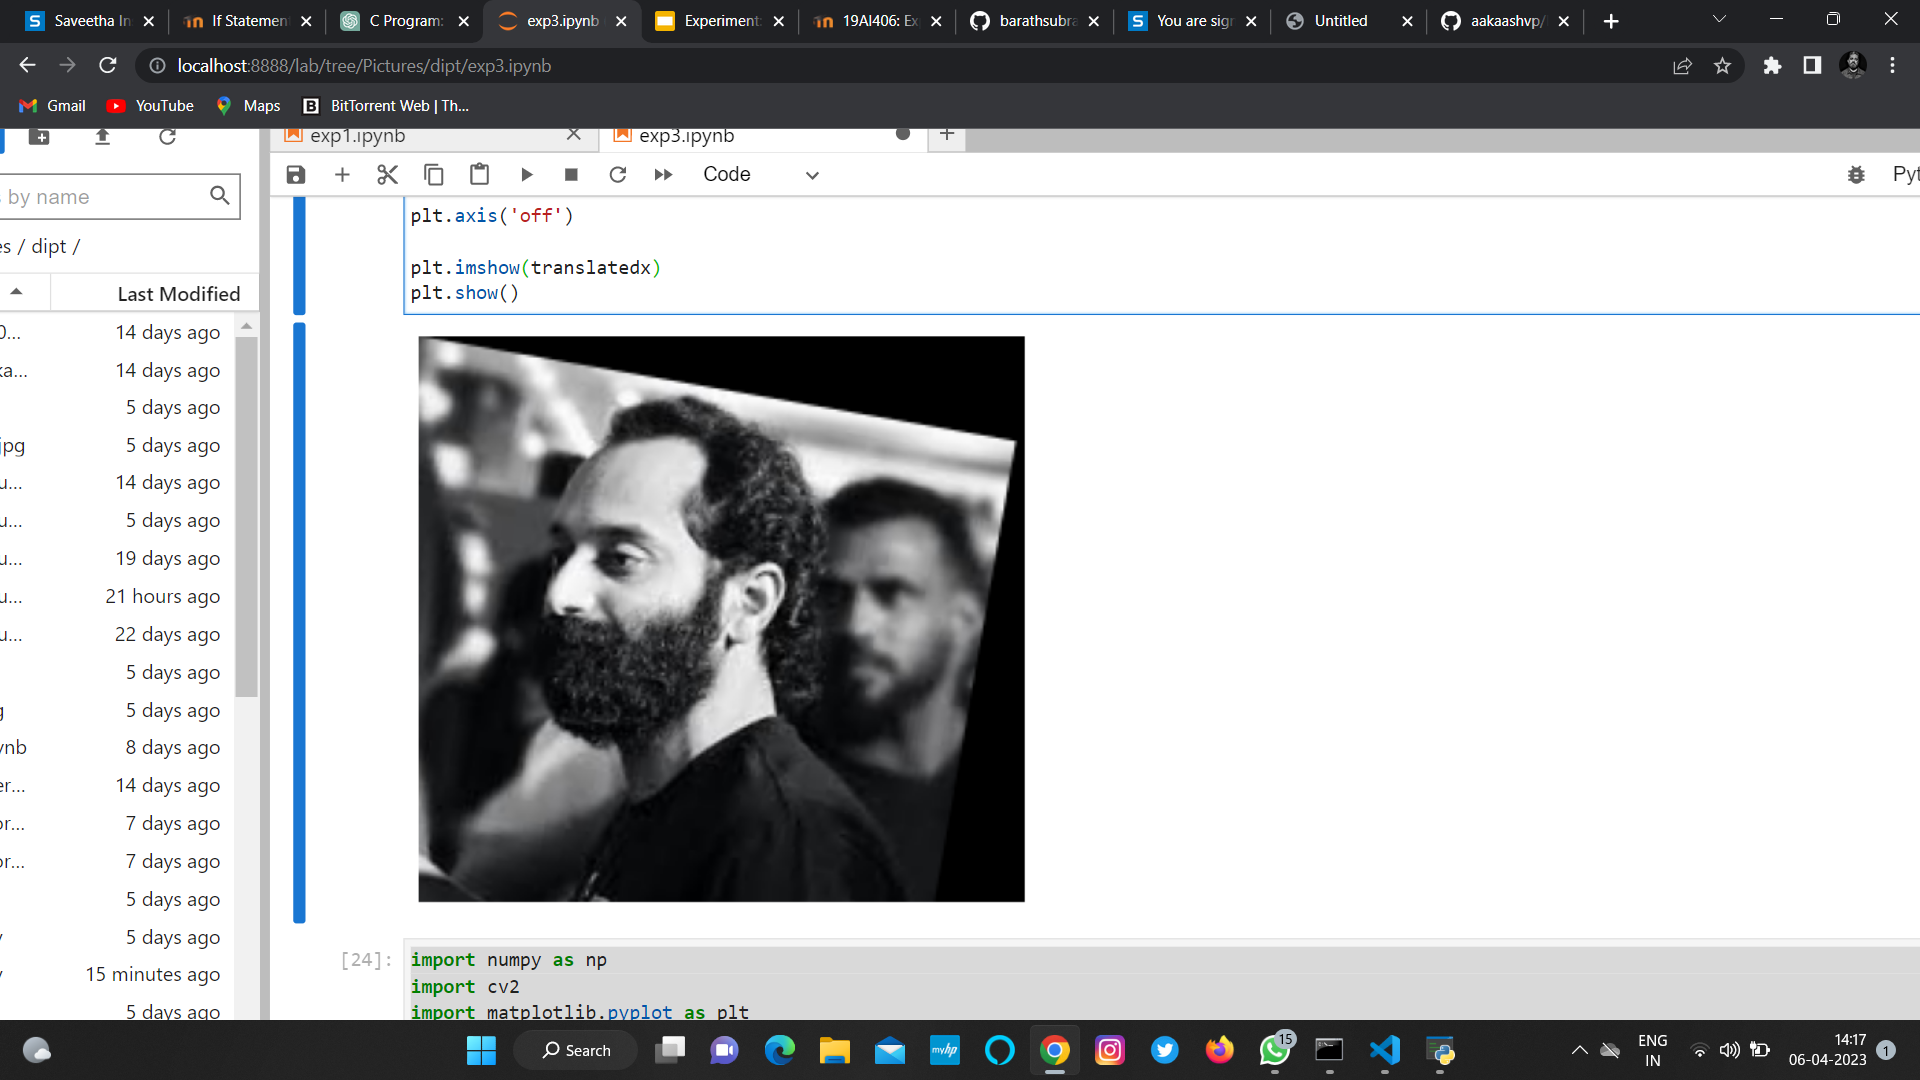 Saveetha In
If Statemen
C Program:
exp3.ipynb
Experiment:
19AI406: Ex
barathsubra
You are sig
Untitled
aakaashvp/
localhost:8888/lab/tree/Pictures/dipt/exp3.ipynb
Gmail
YouTube
Maps
B
BitTorrent Web | Th...
exp1.ipynb
exp3.ipynb
Code
Pyt
s by name
es / dipt /
Last Modified
0... 14 days ago
ka... 14 days ago
5 days ago
jpg 5 days ago
u... 14 days ago
u... 5 days ago
u... 19 days ago
u... 21 hours ago
u... 22 days ago
5 days ago
g 5 days ago
ynb 8 days ago
er... 14 days ago
or... 7 days ago
or... 7 days ago
5 days ago
y 5 days ago
y 15 minutes ago
5 days ago
plt.axis('off')
plt.imshow(translatedx)
plt.show()
[24]:
import numpy as np
import cv2
import matplotlib.pyplot as plt
Search
myhp
15
ENG
IN
14:17
06-04-2023
1